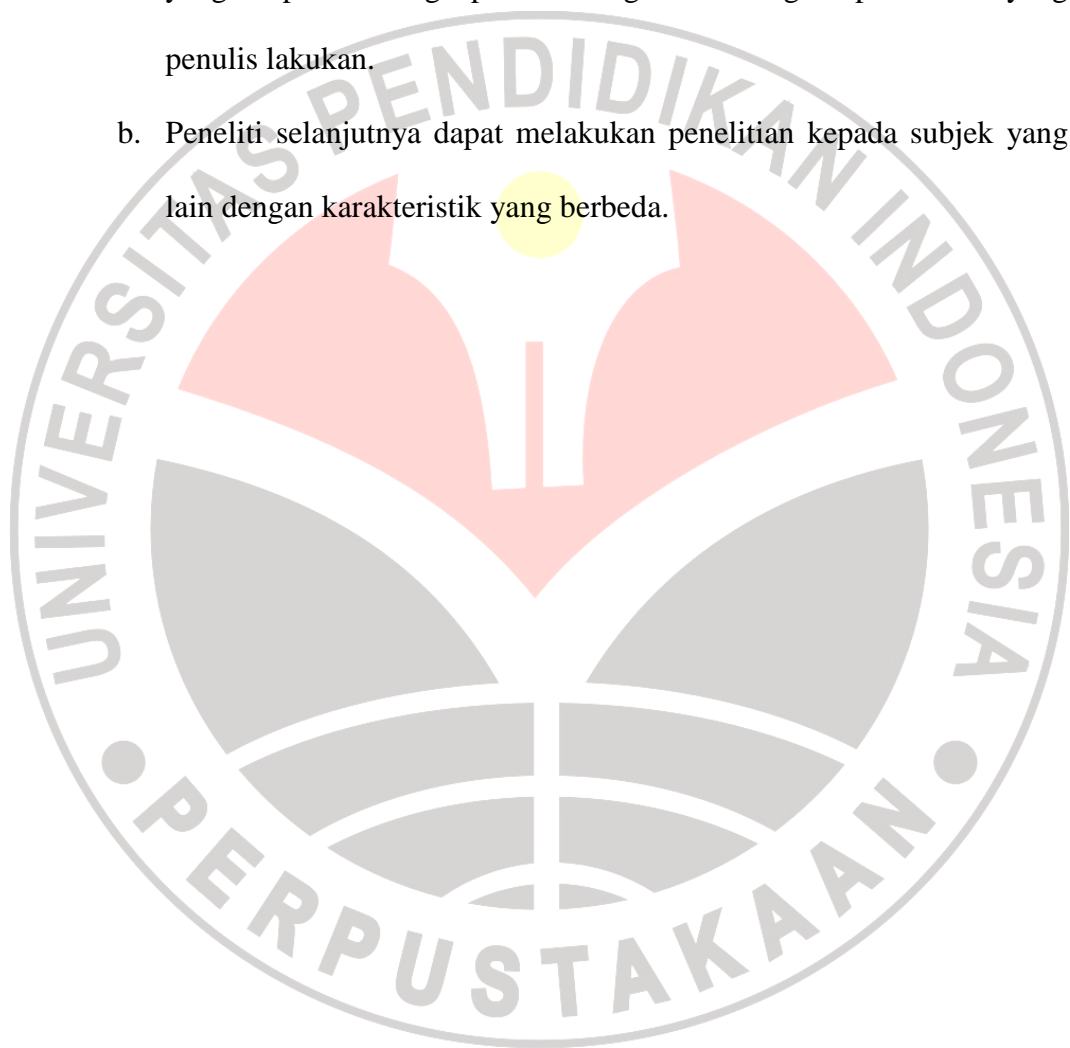 penulis lakukan.
b. Peneliti selanjutnya dapat melakukan penelitian kepada subjek yang
lain dengan karakteristik yang berbeda.
UNIVERSITAS PENDIDIKAN INDONESIA
PERPUSTAKAAN